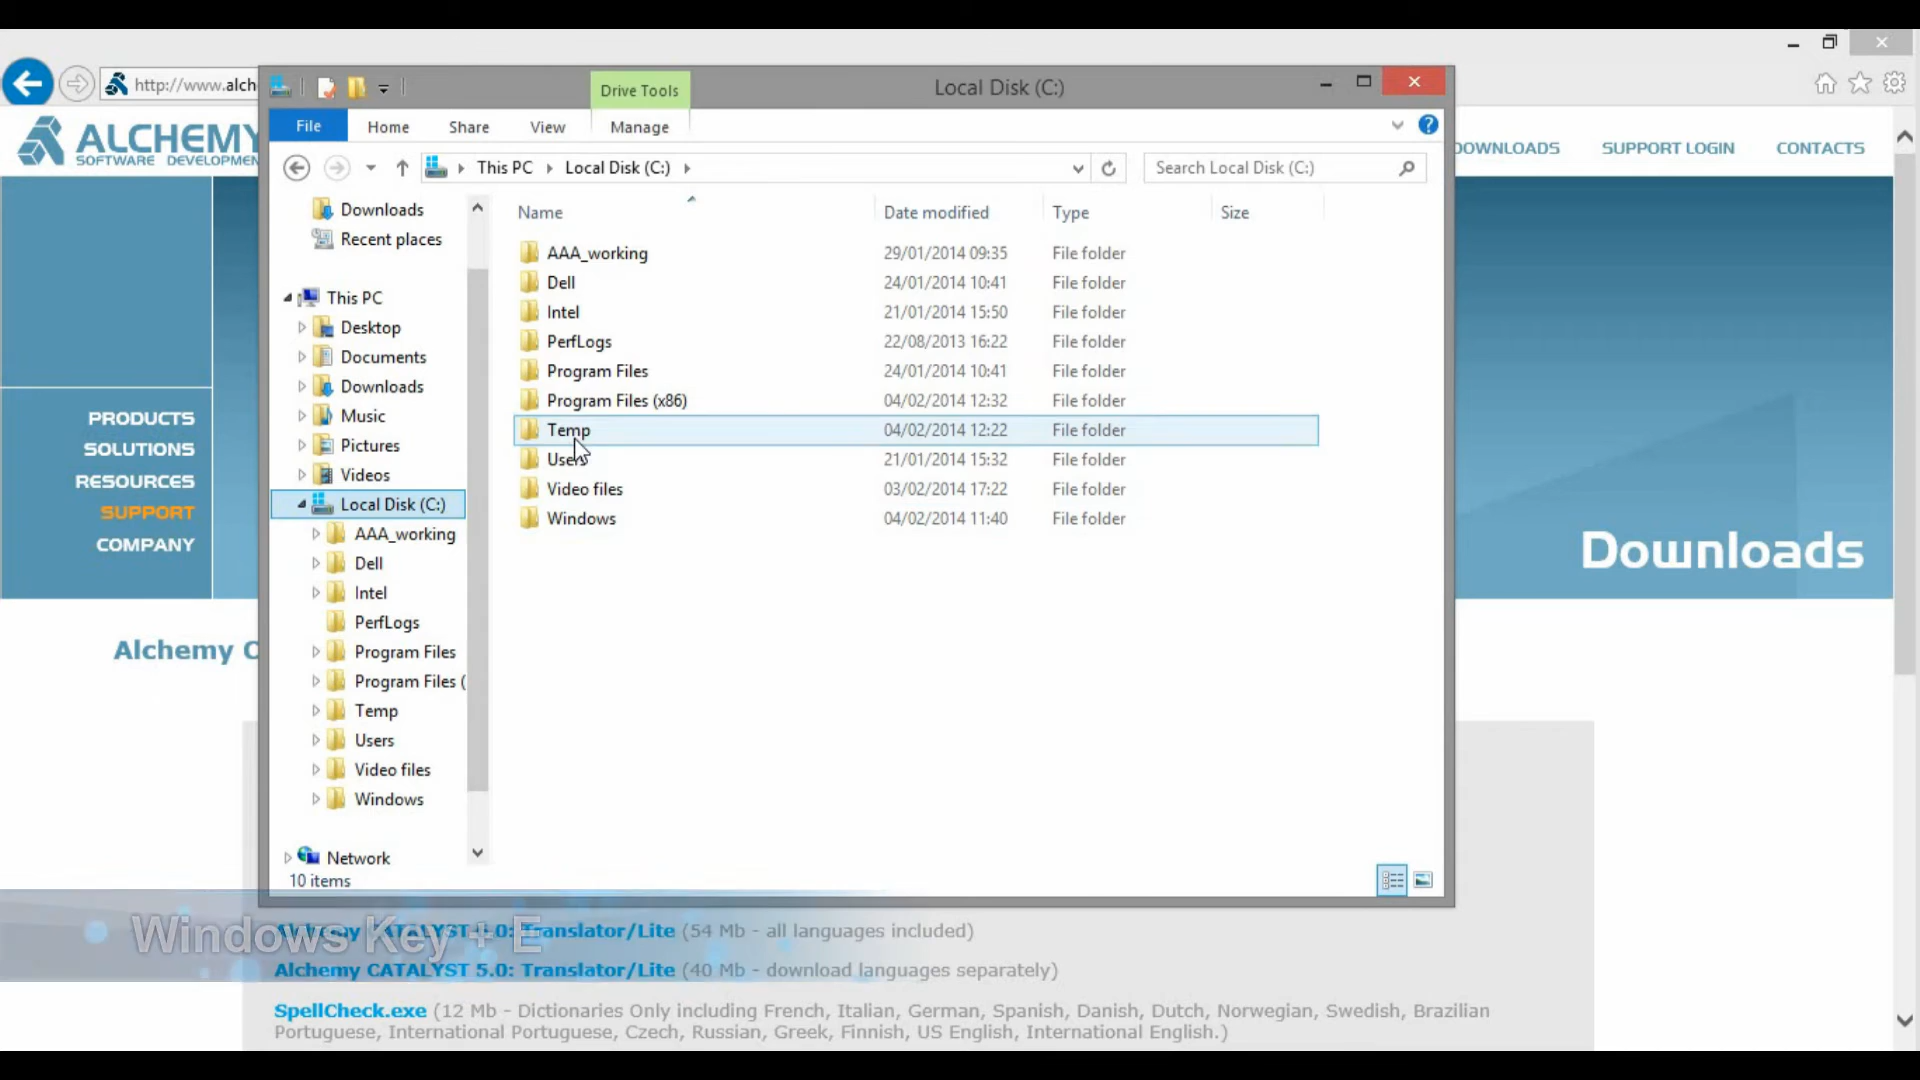 http://www.alch
Drive Tools
Local Disk (C:)
File
Home
Share
View
Manage
ALCHEMY
SOFTWARE DEVELOPMEN
OWNLOADS
SUPPORT LOGIN
CONTACTS
This PC
Local Disk (C:)
Search Local Disk (C:)
Name
Date modified
Type
Size
Downloads
Recent places
This PC
Desktop
Documents
Downloads
Music
Pictures
Videos
Local Disk (C:)
AAA_working
Dell
Intel
PerfLogs
Program Files
Program Files (
Temp
Users
Video files
Windows
Network
10 items
AAA_working 29/01/2014 09:35 File folder
Dell 24/01/2014 10:41 File folder
Intel 21/01/2014 15:50 File folder
PerfLogs 22/08/2013 16:22 File folder
Program Files 24/01/2014 10:41 File folder
Program Files (x86) 04/02/2014 12:32 File folder
Temp 04/02/2014 12:22 File folder
Users 21/01/2014 15:32 File folder
Video files 03/02/2014 17:22 File folder
Windows 04/02/2014 11:40 File folder
PRODUCTS
SOLUTIONS
RESOURCES
SUPPORT
COMPANY
Downloads
Alchemy C
Windows Key + E
Translator/Lite (54 Mb - all languages included)
Alchemy CATALYST 5.0: Translator/Lite (40 Mb - download languages separately)
SpellCheck.exe (12 Mb - Dictionaries Only including French, Italian, German, Spanish, Danish, Dutch, Norwegian, Swedish, Brazilian
Portuguese, International Portuguese, Czech, Russian, Greek, Finnish, US English, International English.)